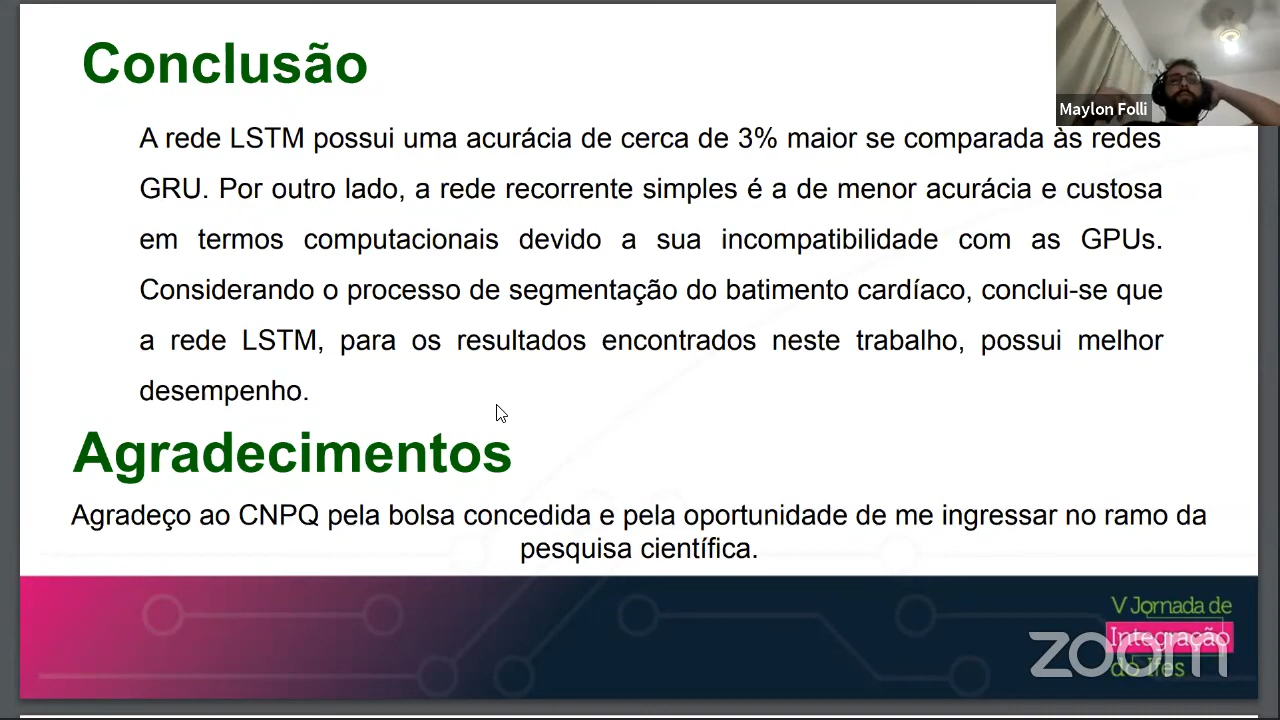 Conclusão
Maylon Folli
A rede LSTM possui uma acurácia de cerca de 3% maior se comparada às redes
GRU. Por outro lado, a rede recorrente simples é a de menor acurácia e custosa
em termos computacionais devido a sua incompatibilidade com as GPUs.
Considerando o processo de segmentação do batimento cardíaco, conclui-se que
a rede LSTM, para os resultados encontrados neste trabalho, possui melhor
desempenho.
Agradecimentos
Agradeço ao CNPQ pela bolsa concedida e pela oportunidade de me ingressar no ramo da
pesquisa científica.
V Jornada de
Integração
do Ifes
zoom